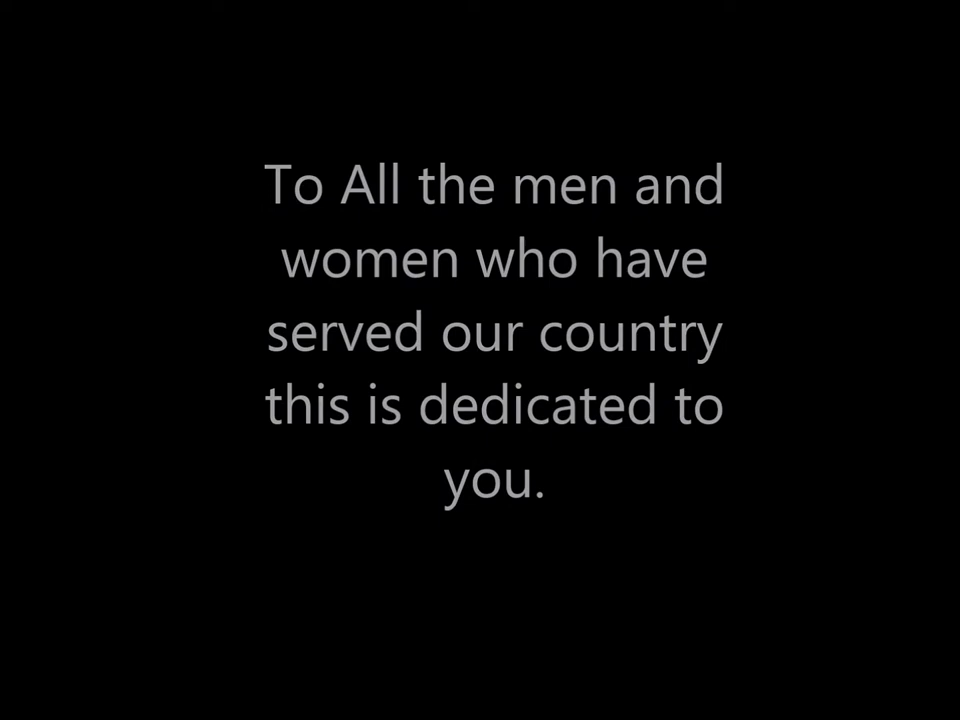 To All the men and
women who have
served our country
this is dedicated to
you.